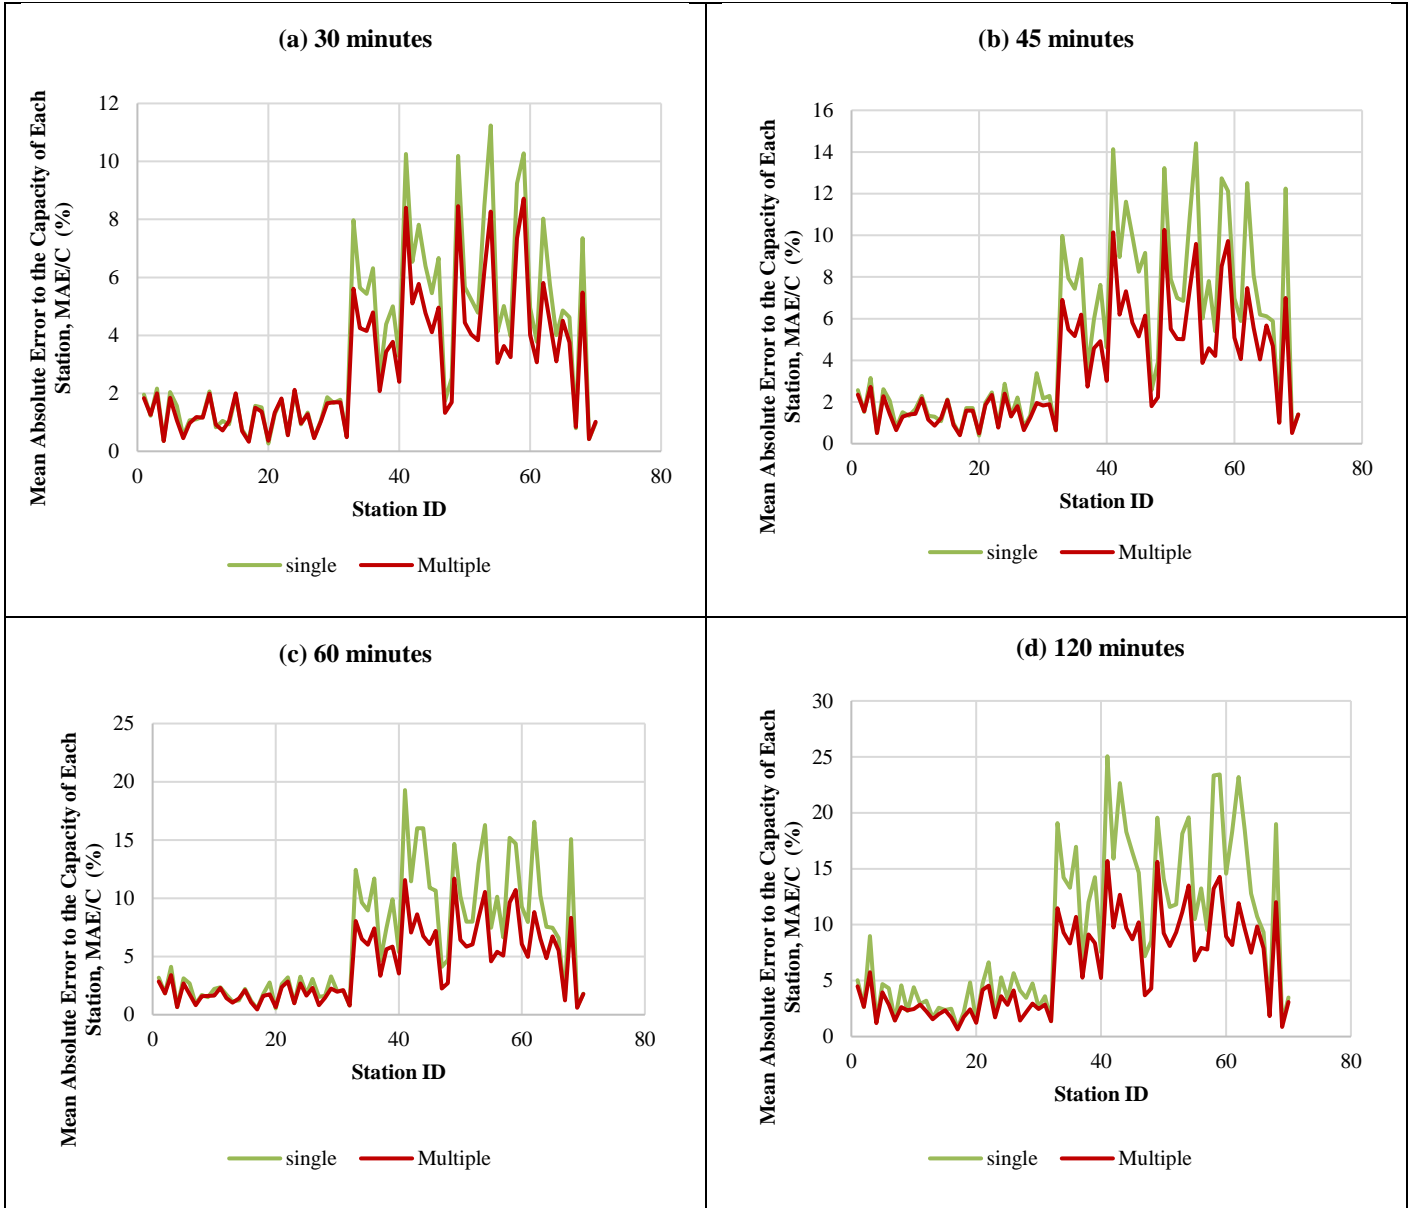 (a) 30 minutes
Mean Absolute Error to the Capacity of Each
Station, MAE/C (%)
12
10
8
6
4
2
0
0 20 40 60 80
Station ID
single Multiple
(b) 45 minutes
Mean Absolute Error to the Capacity of Each
Station, MAE/C (%)
16
14
12
10
8
6
4
2
0
0 20 40 60 80
Station ID
single Multiple
(c) 60 minutes
Mean Absolute Error to the Capacity of Each
Station, MAE/C (%)
25
20
15
10
5
0
0 20 40 60 80
Station ID
single Multiple
(d) 120 minutes
Mean Absolute Error to the Capacity of Each
Station, MAE/C (%)
30
25
20
15
10
5
0
0 20 40 60 80
Station ID
single Multiple